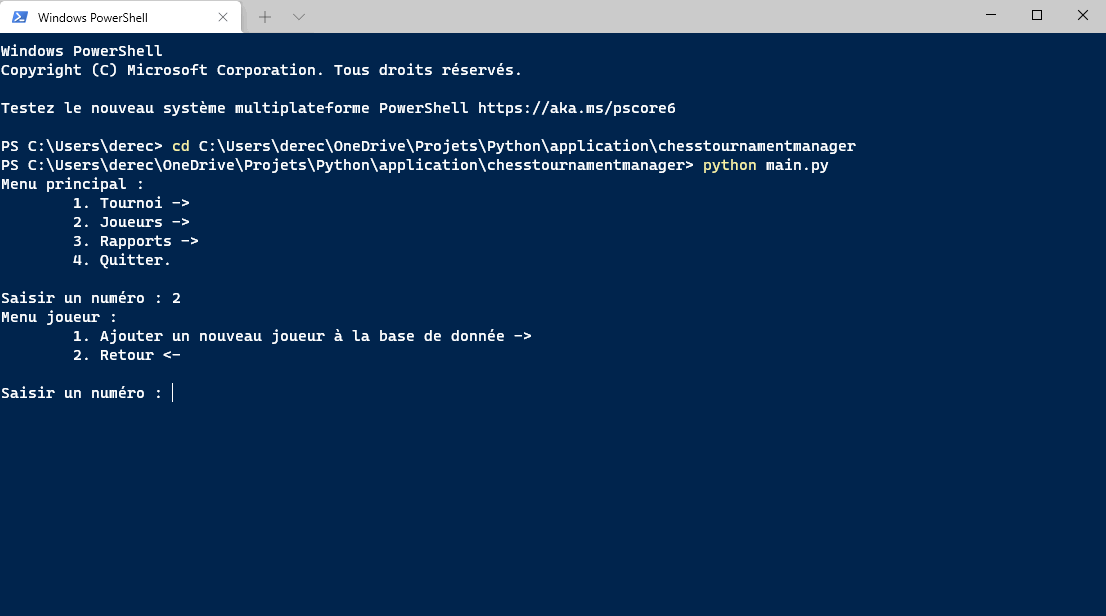 Windows PowerShell
Windows PowerShell
Copyright (C) Microsoft Corporation. Tous droits réservés.
Testez le nouveau système multiplateforme PowerShell https://aka.ms/pscore6
PS C:\Users\derec> cd C:\Users\derec\OneDrive\Projets\Python\application\chesstournamentmanager
PS C:\Users\derec\OneDrive\Projets\Python\application\chesstournamentmanager> python main.py
Menu principal :
1. Tournoi ->
2. Joueurs ->
3. Rapports ->
4. Quitter.
Saisir un numéro : 2
Menu joueur :
1. Ajouter un nouveau joueur à la base de donnée ->
2. Retour <-
Saisir un numéro :